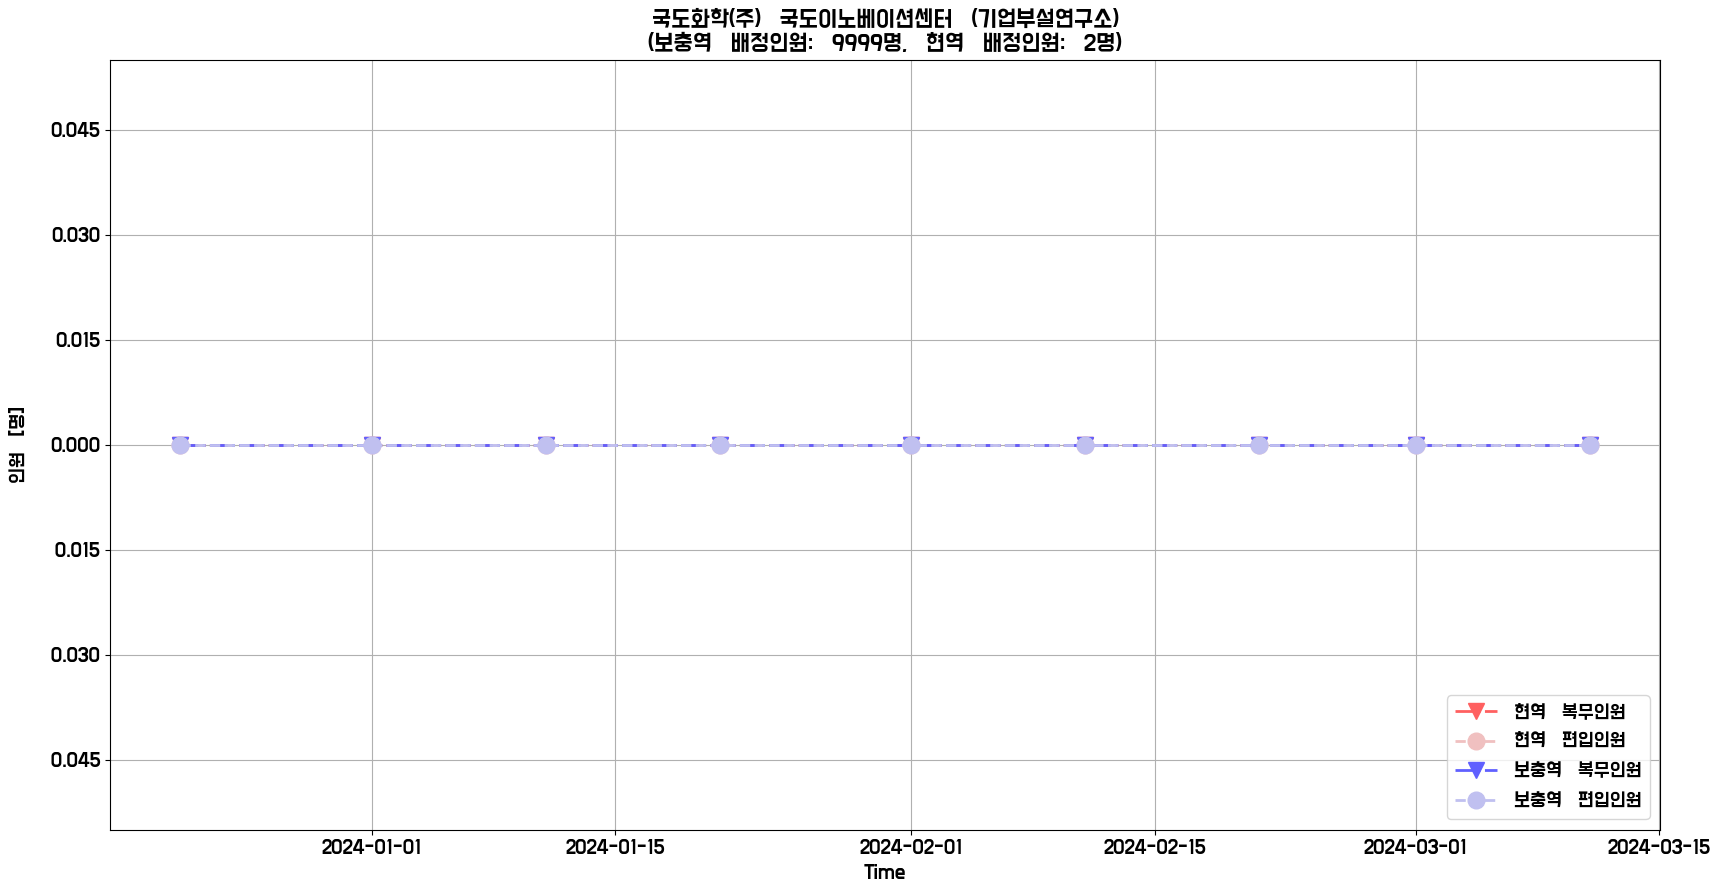 국도화학(주) 국도이노베이션센터 (기업부설연구소)
(보충역 배정인원: 9999명, 현역 배정인원: 2명)
0.045
0.030
0.015
0.000
0.015
0.030
0.045
인원 [명]
현역 복무인원
현역 편입인원
보충역 복무인원
보충역 편입인원
2024-01-01 2024-01-15 2024-02-01 2024-02-15 2024-03-01 2024-03-15
Time